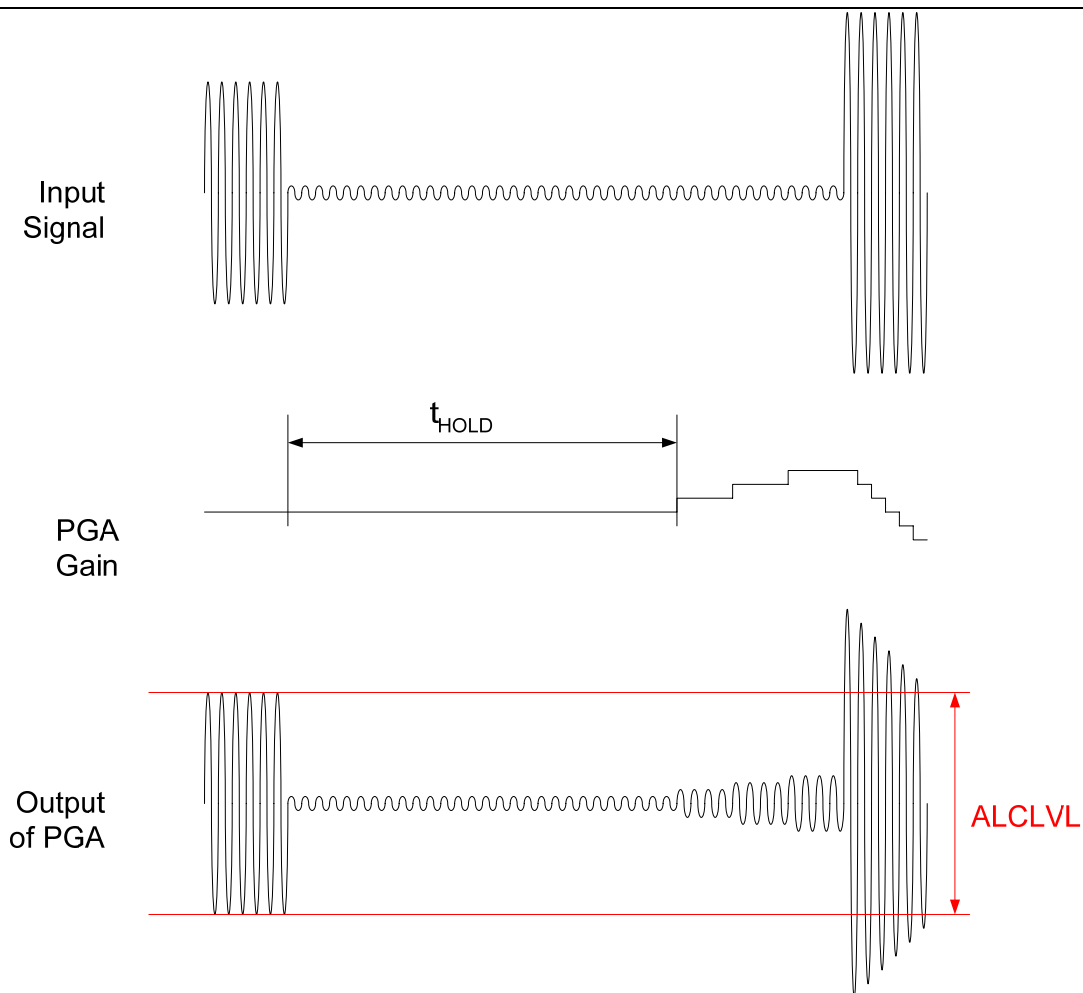 Input
Signal
tHOLD
PGA
Gain
Output
of PGA
ALCLVL